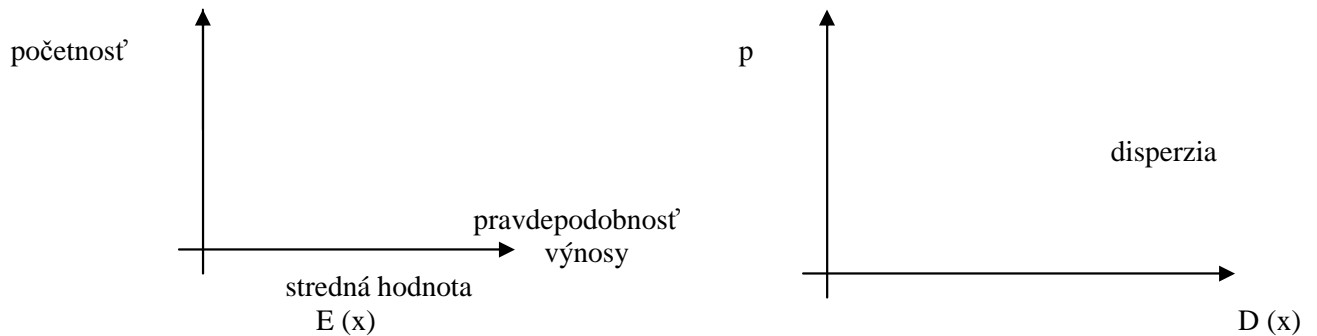 početnosť
pravdepodobnosť
výnosy
stredná hodnota
E (x)
p
disperzia
D (x)